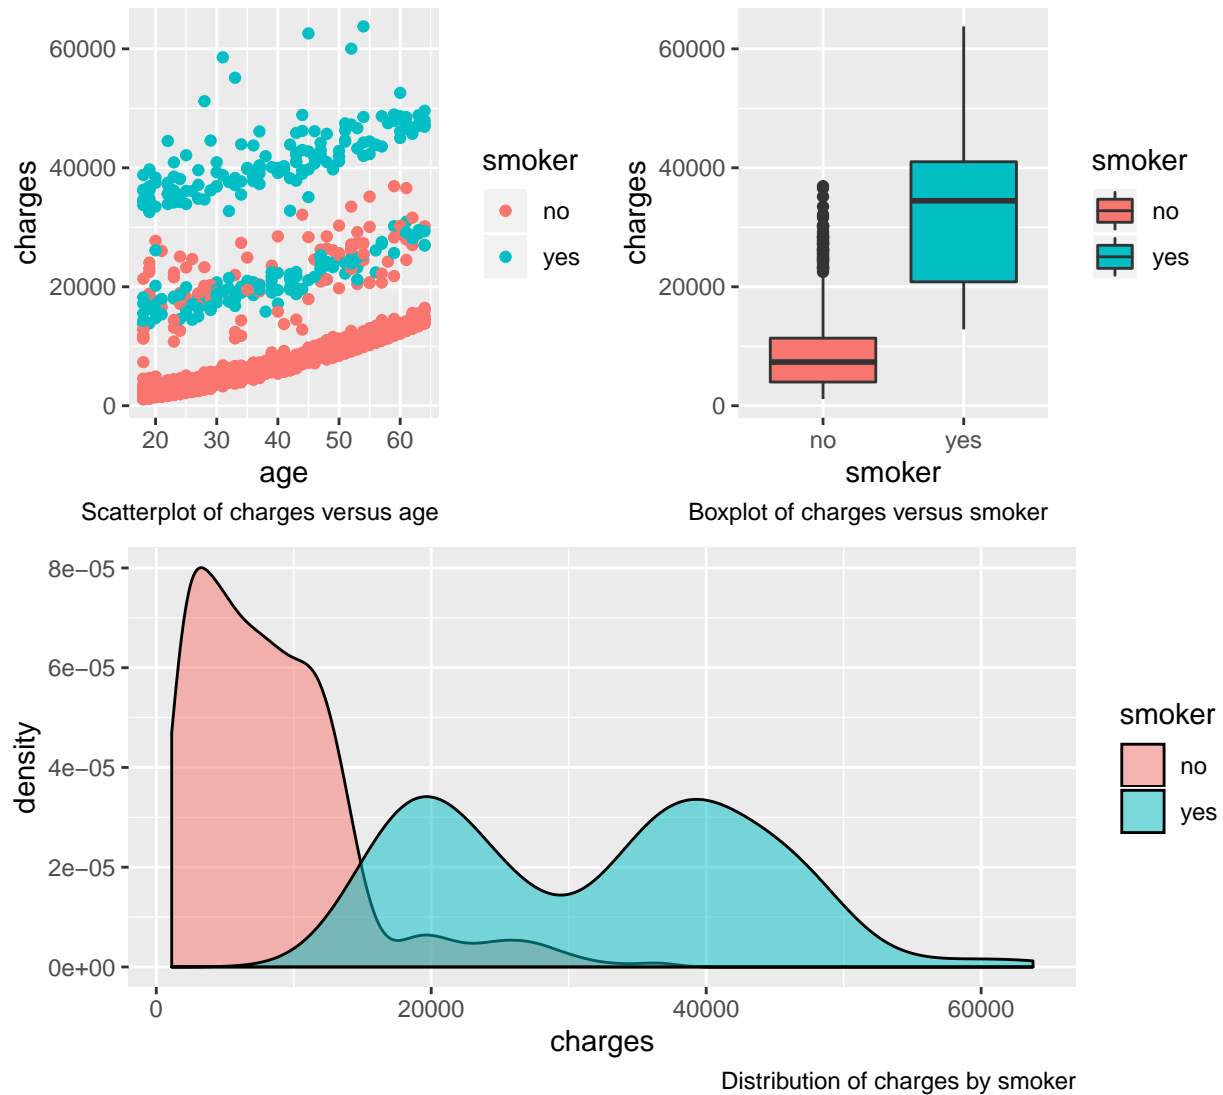 60000
40000
20000
0
charges
20 30 40 50 60
age
smoker
no
yes
Scatterplot of charges versus age
60000
40000
20000
0
charges
no yes
smoker
smoker
no
yes
Boxplot of charges versus smoker
8e−05
6e−05
4e−05
2e−05
0e+00
density
0 20000 40000 60000
charges
smoker
no
yes
Distribution of charges by smoker